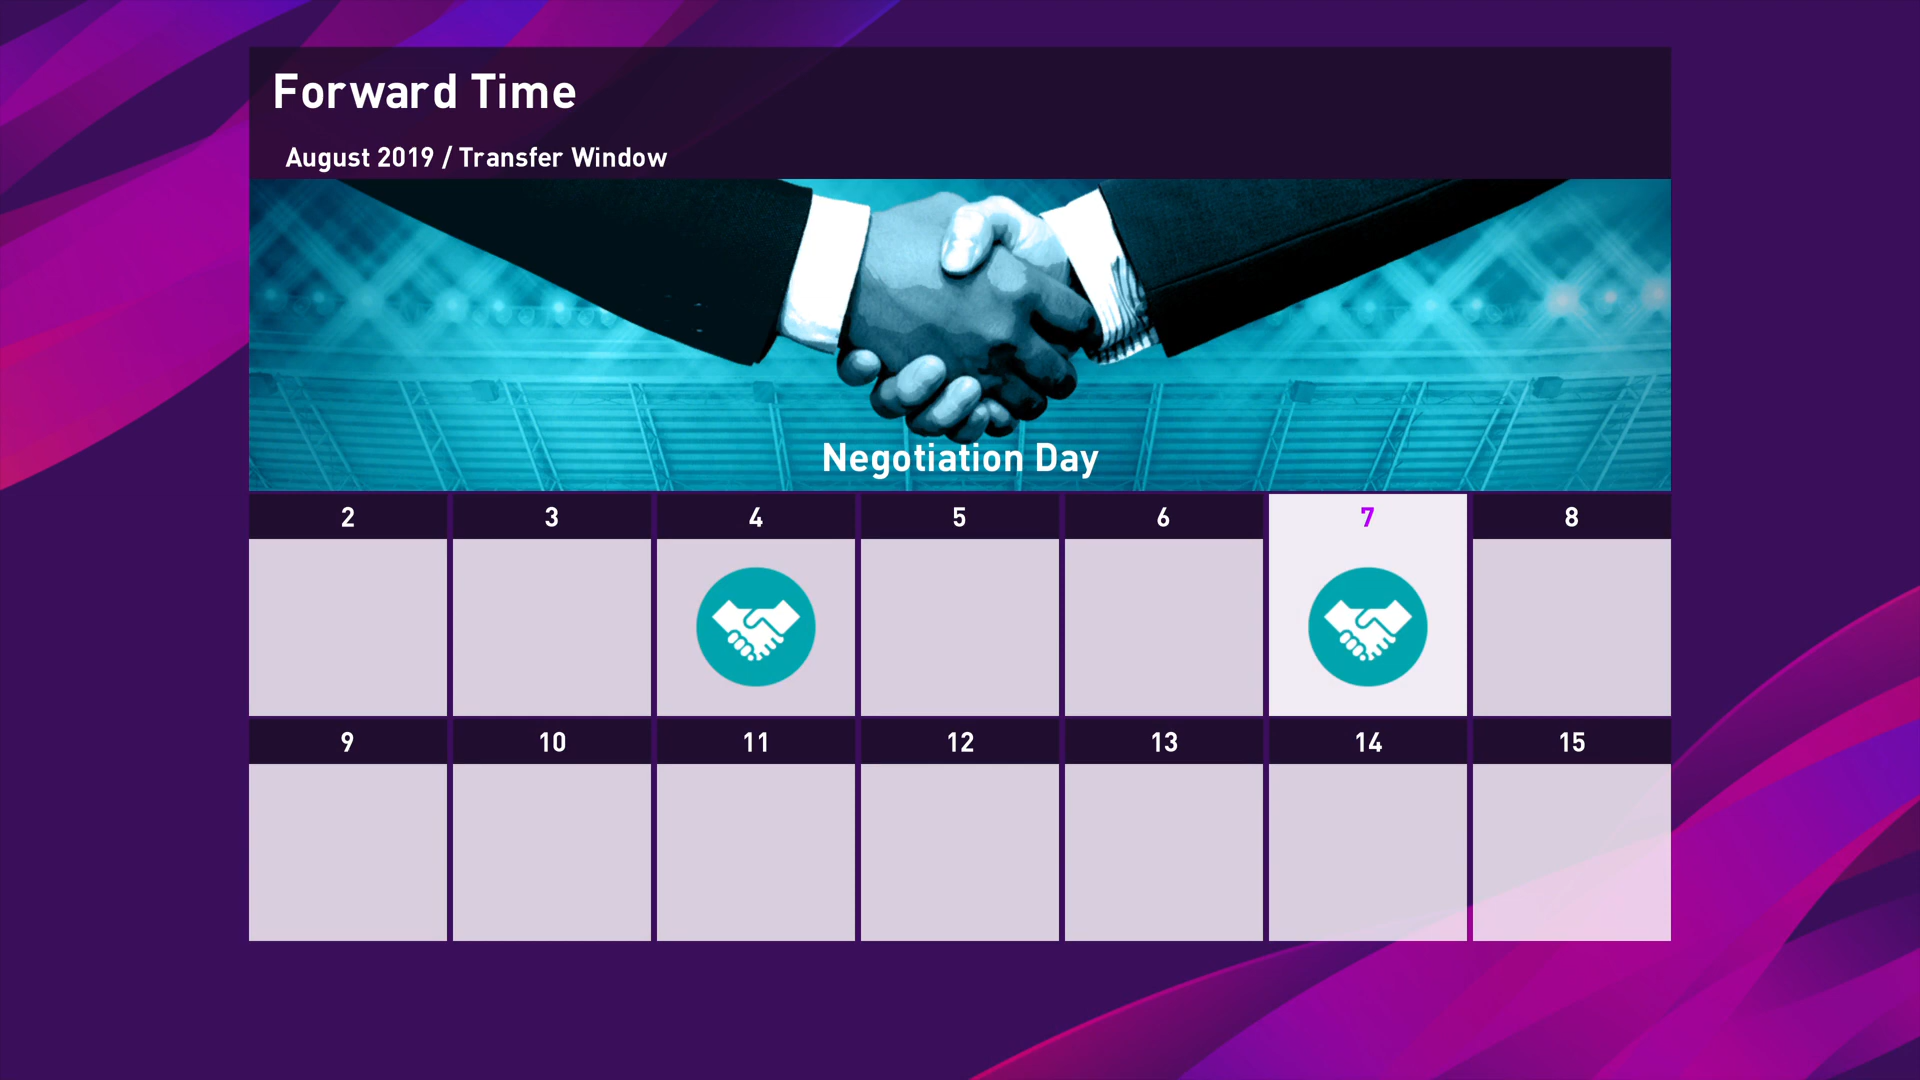 Forward Time
August 2019 / Transfer Window
Negotiation Day
2 3 4 5 6 7 8
9 10 11 12 13 14 15